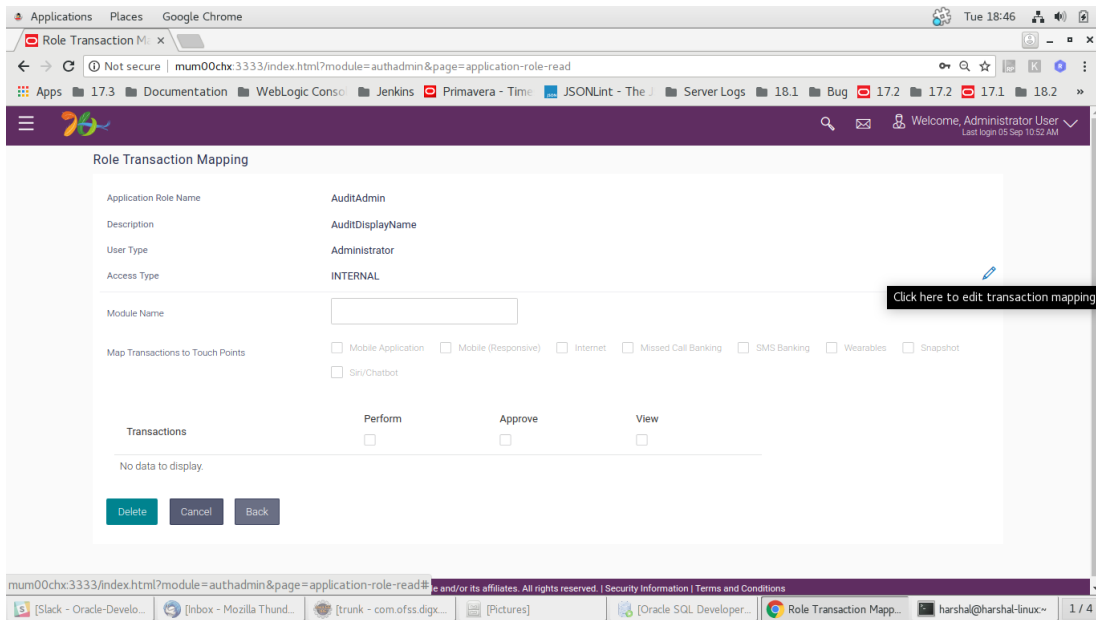 Applications Places Google Chrome Tue 18:46
Role Transaction Ma
Not secure | mum00chx:3333/index.html?module=authadmin&page=application-role-read
Apps 17.3 Documentation WebLogic Conso Jenkins Primavera - Time JSONLint - The J Server Logs 18.1 Bug 17.2 17.2 17.1 18.2 »
Welcome, Administrator User
Last login 05 Sep 10:52 AM
Role Transaction Mapping
Application Role Name AuditAdmin
Description AuditDisplayName
User Type Administrator
Access Type INTERNAL
Click here to edit transaction mapping
Module Name
Map Transactions to Touch Points Mobile Application Mobile (Responsive) Internet Missed Call Banking SMS Banking Wearables Snapshot
Siri/Chatbot
Transactions Perform Approve View
No data to display.
Delete Cancel Back
mum00chx:3333/index.html?module=authadmin&page=application-role-read# e and/or its affiliates. All rights reserved. | Security Information | Terms and Conditions
[Slack - Oracle-Develo... [Inbox - Mozilla Thund... [trunk - com.ofss.digx.... [Pictures] [Oracle SQL Developer... Role Transaction Mapp... harshal@harshal-linux:~ 1 / 4